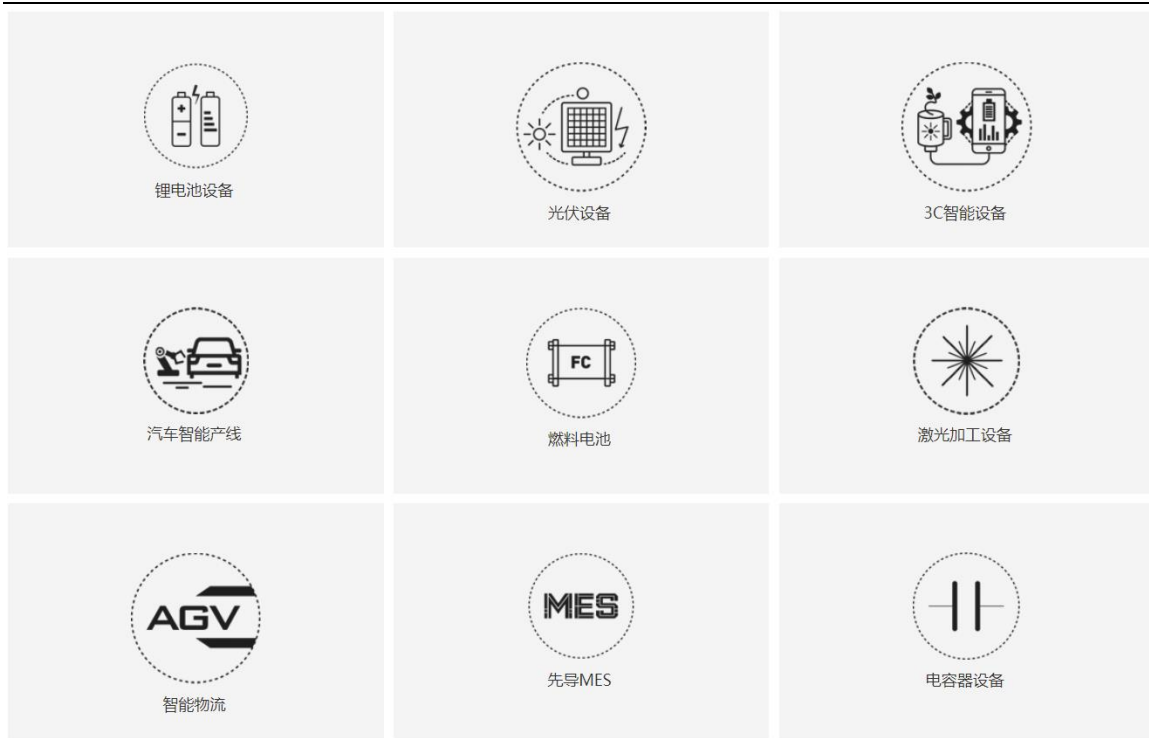 锂电池设备
光伏设备
3C智能设备
汽车智能产线
FC
燃料电池
激光加工设备
AGV
智能物流
MES
先导MES
电容器设备